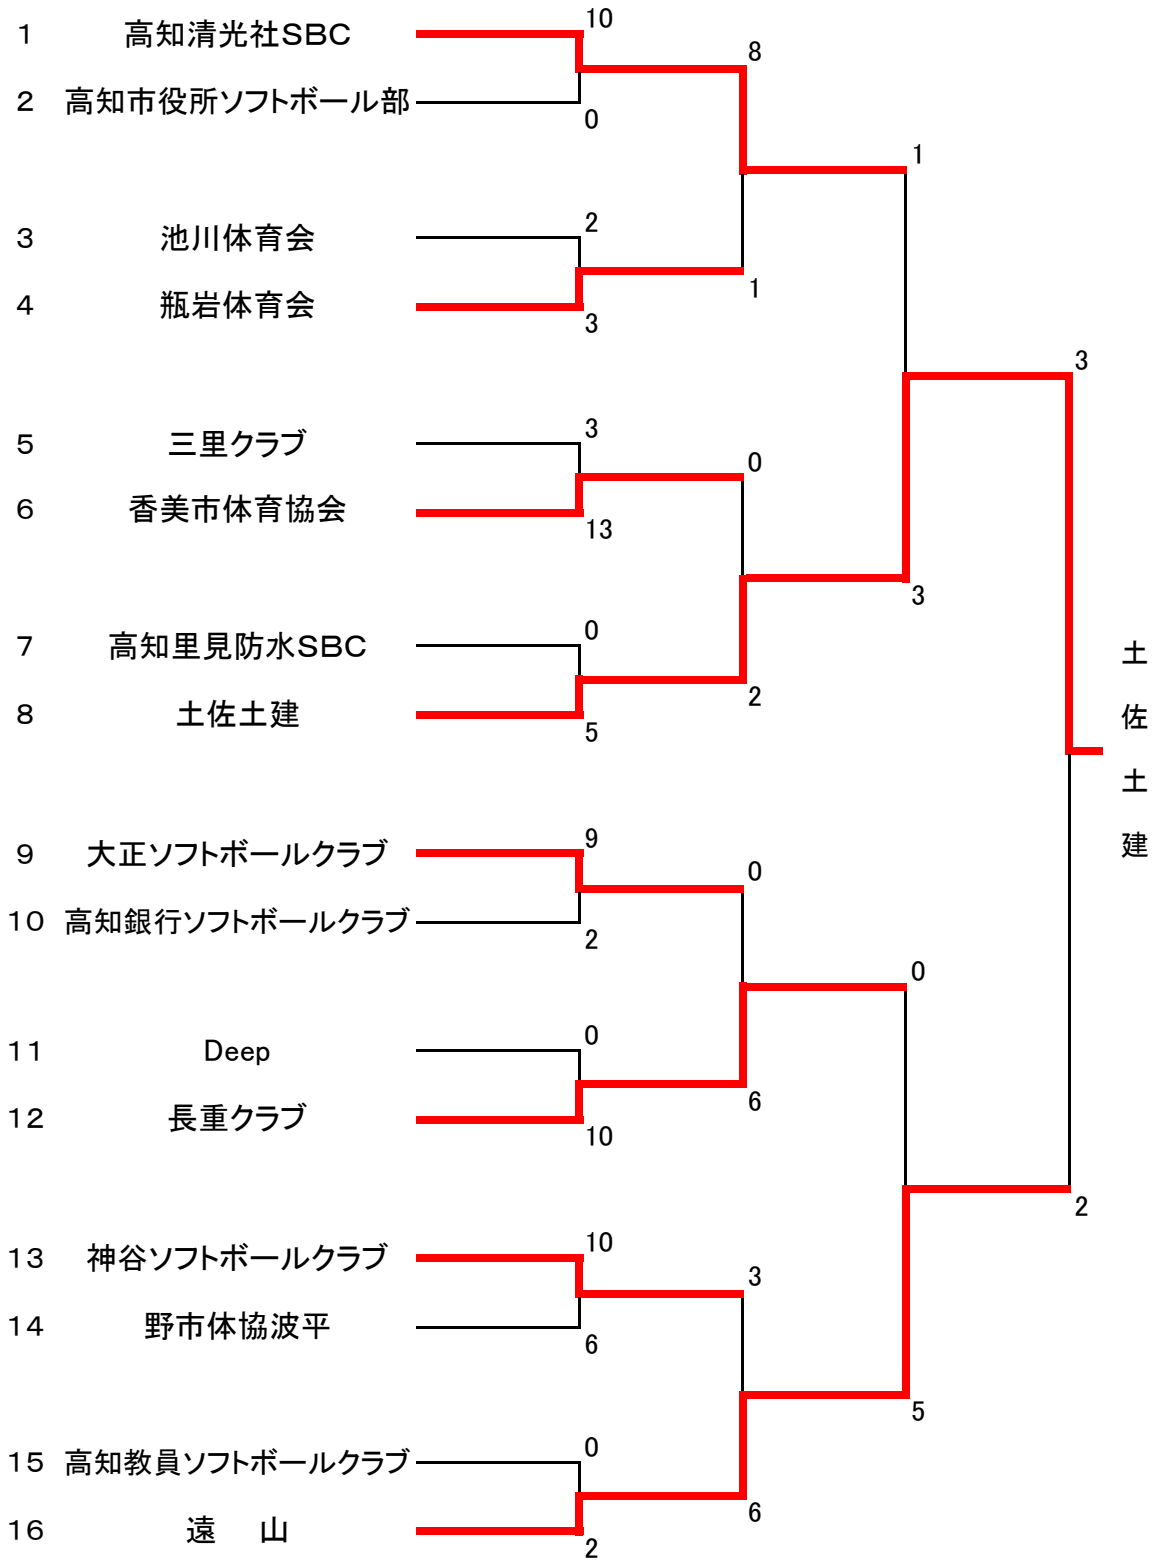 1 高知清光社SBC 10
8
2 高知市役所ソフトボール部 0
1
3 池川体育会 2
1
4 瓶岩体育会 3
3
5 三里クラブ 3
0
6 香美市体育協会 13
3
7 高知里見防水SBC 0
2
8 土佐土建 5
土佐土建
9 大正ソフトボールクラブ 9
0
10 高知銀行ソフトボールクラブ 2
0
11 Deep 0
6
12 長重クラブ 10
2
13 神谷ソフトボールクラブ 10
3
14 野市体協波平 6
5
15 高知教員ソフトボールクラブ 0
6
16 遠 山 2